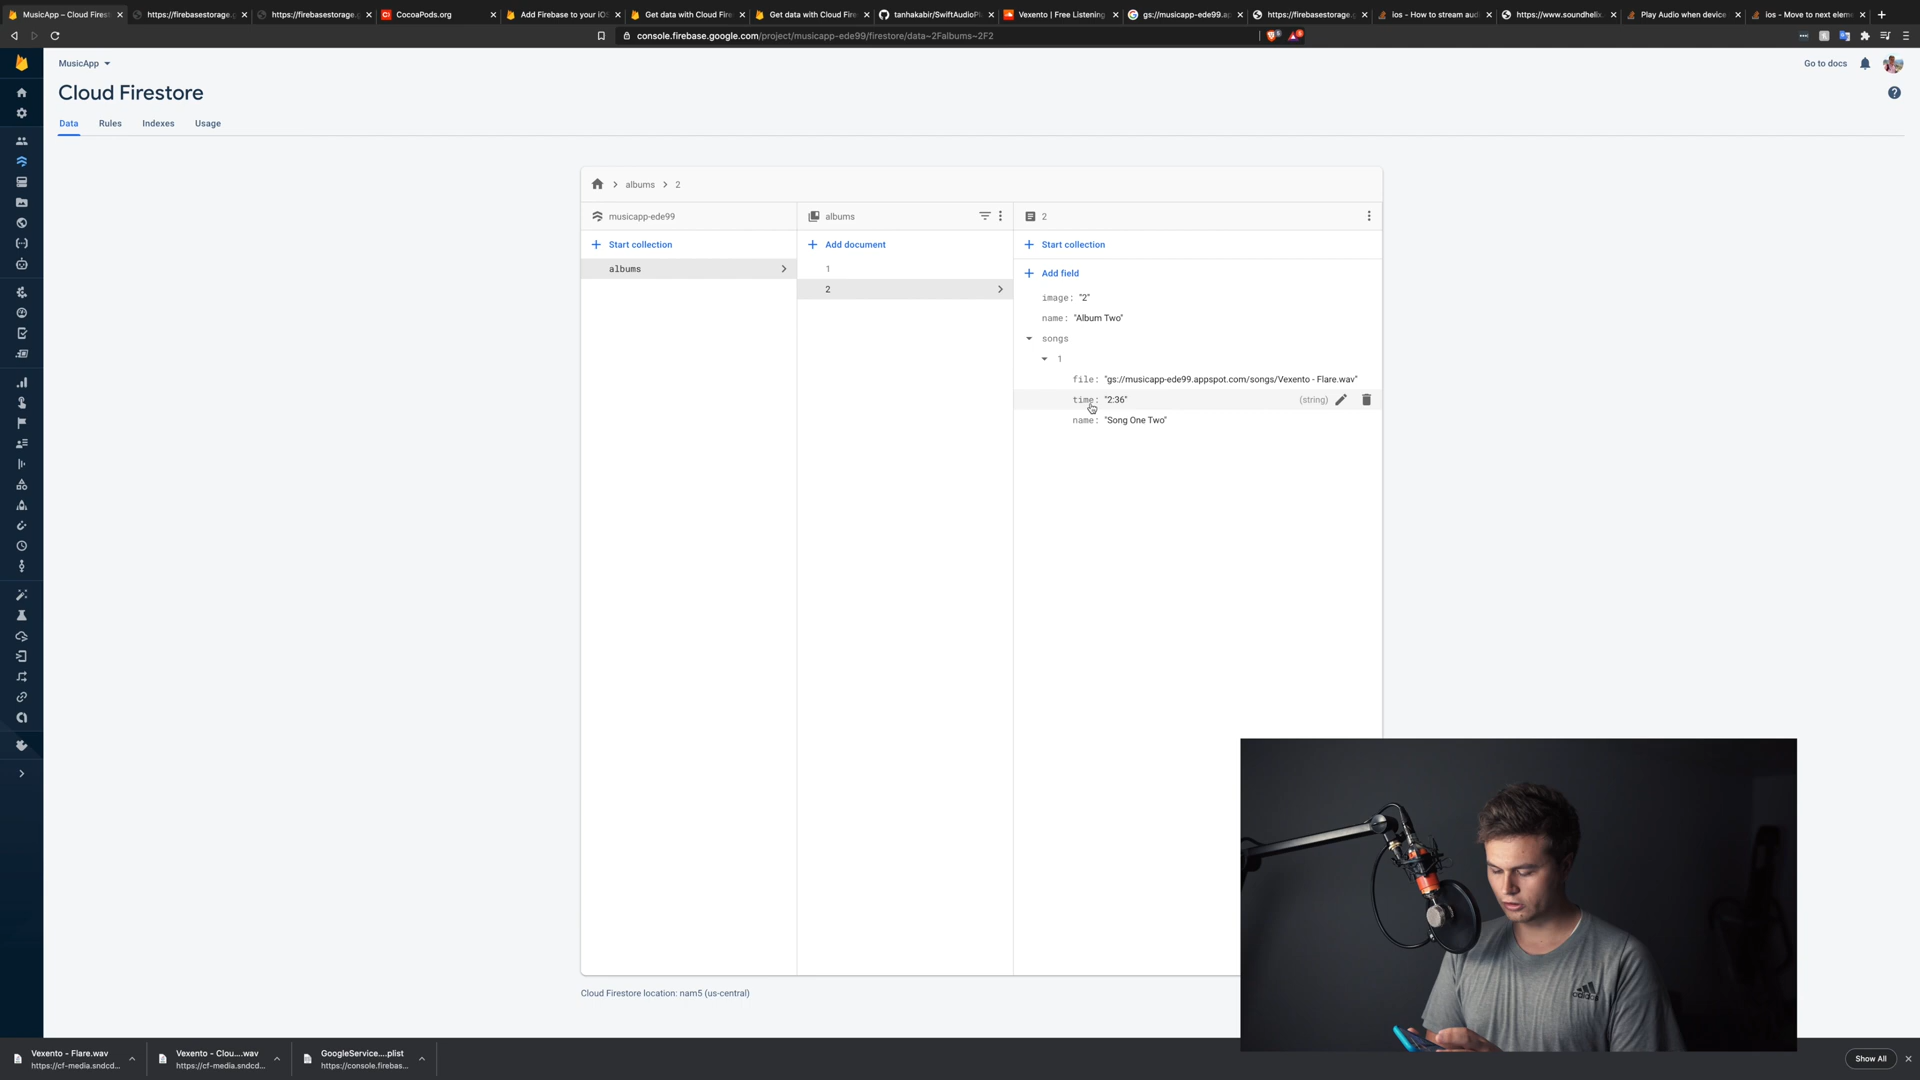 MusicApp – Cloud Firest
https://firebasestorage.g
https://firebasestorage.g
CocoaPods.org
Add Firebase to your iOS
Get data with Cloud Fire
Get data with Cloud Fire
tanhakabir/SwiftAudioPl
Vexento | Free Listening
gs://musicapp-ede99.ap
https://firebasestorage.g
ios - How to stream aud
https://www.soundhelix.
Play Audio when device
ios - Move to next elem
console.firebase.google.com/project/musicapp-ede99/firestore/data~2Falbums~2F2
MusicApp
Go to docs
Cloud Firestore
Data
Rules
Indexes
Usage
albums
2
musicapp-ede99
albums
2
Start collection
Add document
Start collection
albums
1
2
Add field
image: "2"
name: "Album Two"
songs
1
file: "gs://musicapp-ede99.appspot.com/songs/Vexento - Flare.wav"
time: "2:36"
(string)
name: "Song One Two"
Cloud Firestore location: nam5 (us-central)
adidas
Vexento - Flare.wav
https://cf-media.sndcd...
Vexento - Clou....wav
https://cf-media.sndcd...
GoogleService....plist
https://console.firebas...
Show All